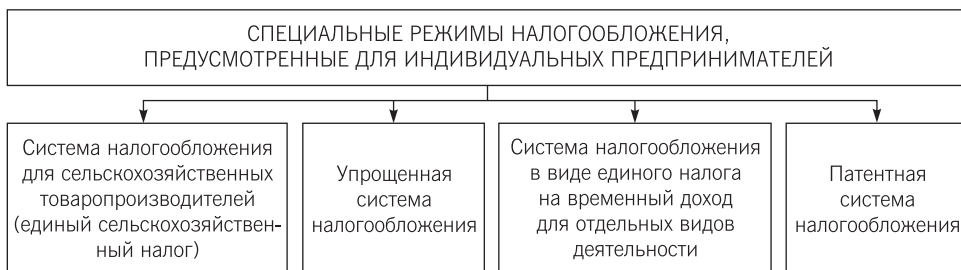 СПЕЦИАЛЬНЫЕ РЕЖИМЫ НАЛОГООБЛОЖЕНИЯ,
ПРЕДУСМОТРЕННЫЕ ДЛЯ ИНДИВИДУАЛЬНЫХ ПРЕДПРИНИМАТЕЛЕЙ
Система налогообложения
для сельскохозяйственных
товаропроизводителей
(единый сельскохозяйствен-
ный налог)
Упрощенная
система
налогообложения
Система налогообложения
в виде единого налога
на временный доход
для отдельных видов
деятельности
Патентная
система
налогообложения